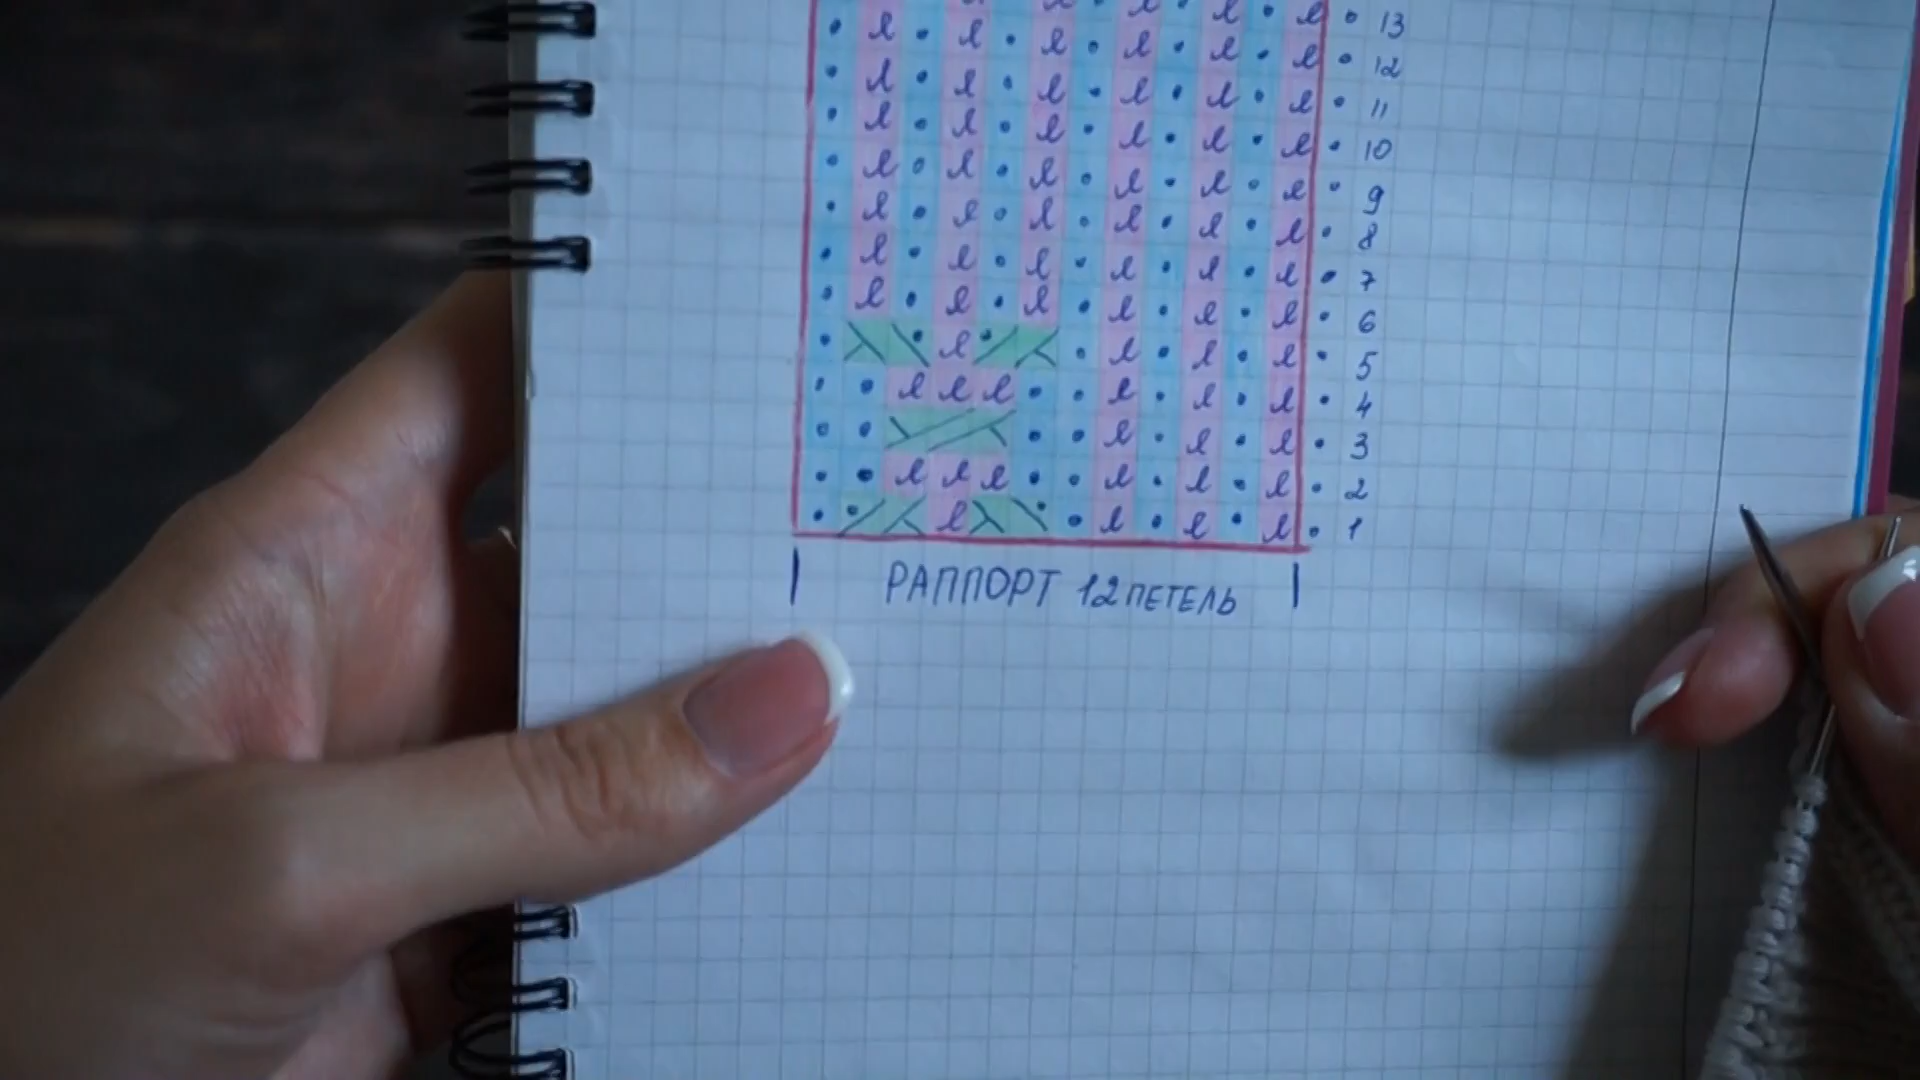 л • л • л • л • 13
• л • л • л • л • л • л • 12
• л • л • л • л • л • л • 11
• л • л • л • л • л • л • 10
• л • л • л • л • л • л • 9
• л • л • л • л • л • л • 8
• л • л • л • л • л • л • 7
• л • л • л • л • л • л • 6
• • л • • л • л • л • 5
• • л л л • • л • л • л • 4
• • • • л • л • л • 3
• • л л л • • л • л • л • 2
• • л • • л • л • л • 1
РАППОРТ 12 ПЕТЕЛЬ